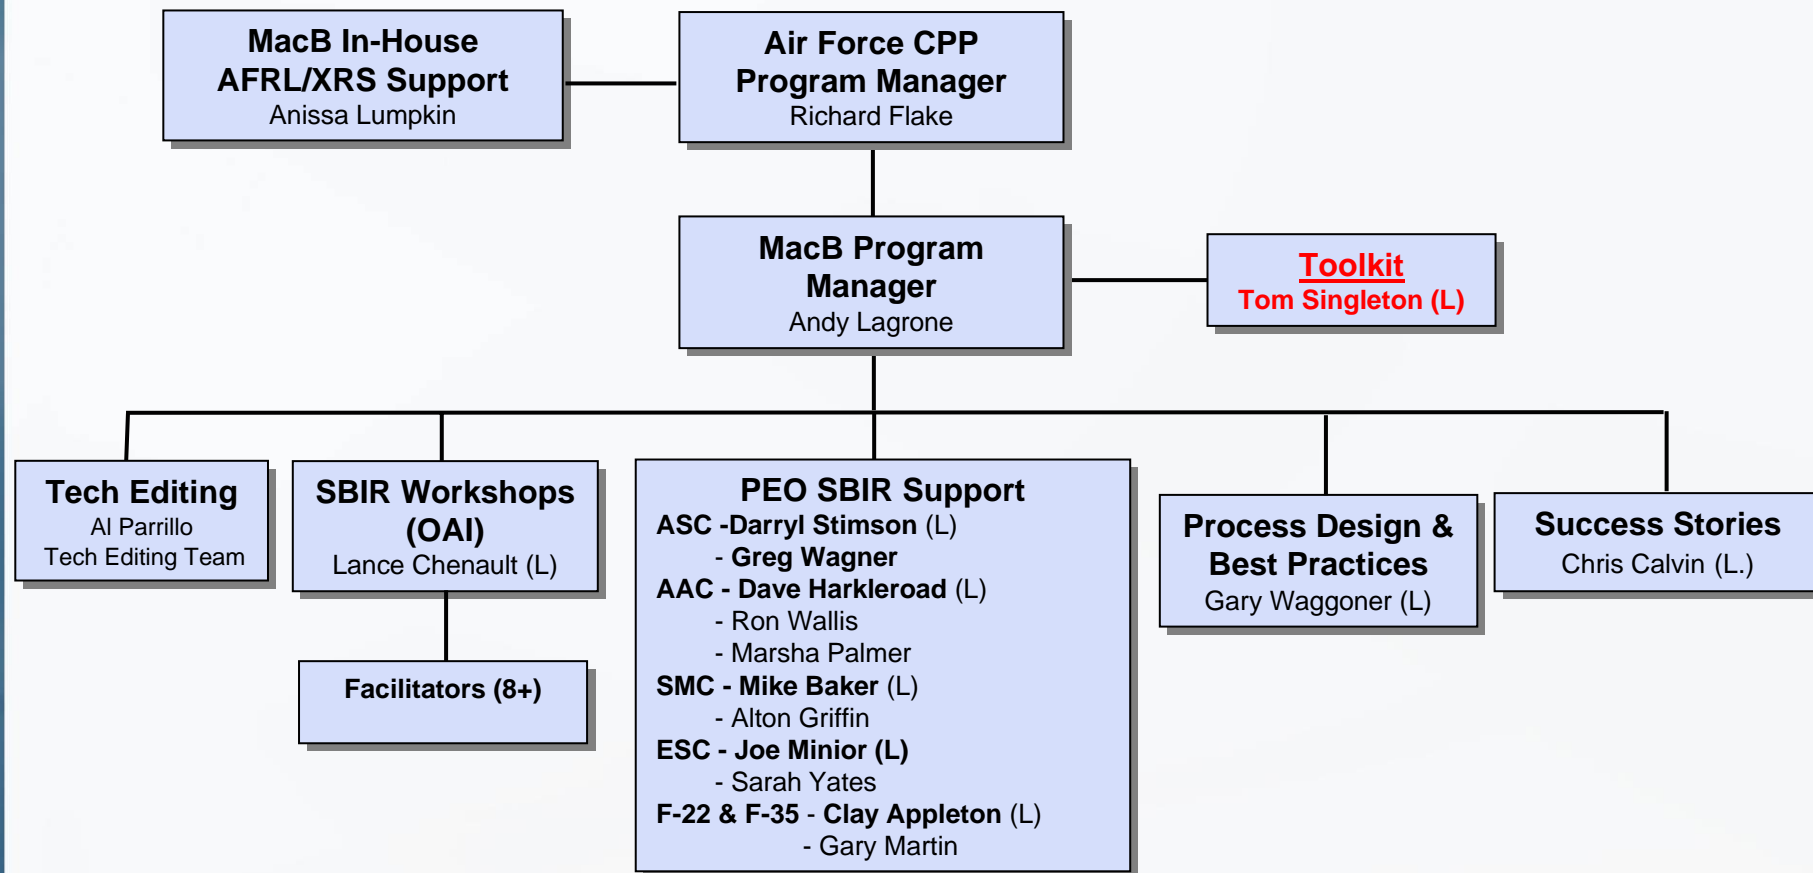 MacB In-House
AFRL/XRS Support
Anissa Lumpkin
Air Force CPP
Program Manager
Richard Flake
MacB Program
Manager
Andy Lagrone
Toolkit
Tom Singleton (L)
Tech Editing
Al Parrillo
Tech Editing Team
SBIR Workshops
(OAI)
Lance Chenault (L)
Facilitators (8+)
PEO SBIR Support
ASC -Darryl Stimson (L)
- Greg Wagner
AAC - Dave Harkleroad (L)
- Ron Wallis
- Marsha Palmer
SMC - Mike Baker (L)
- Alton Griffin
ESC - Joe Minior (L)
- Sarah Yates
F-22 & F-35 - Clay Appleton (L)
- Gary Martin
Process Design &
Best Practices
Gary Waggoner (L)
Success Stories
Chris Calvin (L.)